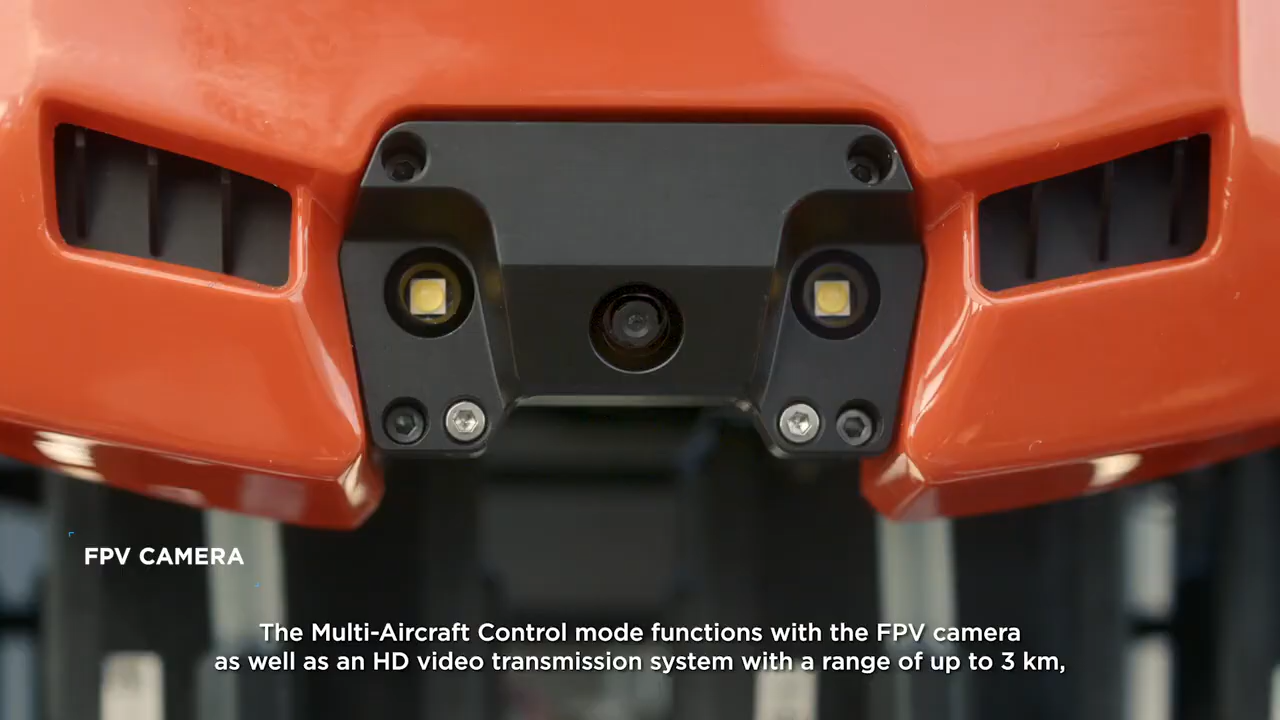 FPV CAMERA
The Multi-Aircraft Control mode functions with the FPV camera
as well as an HD video transmission system with a range of up to 3 km,